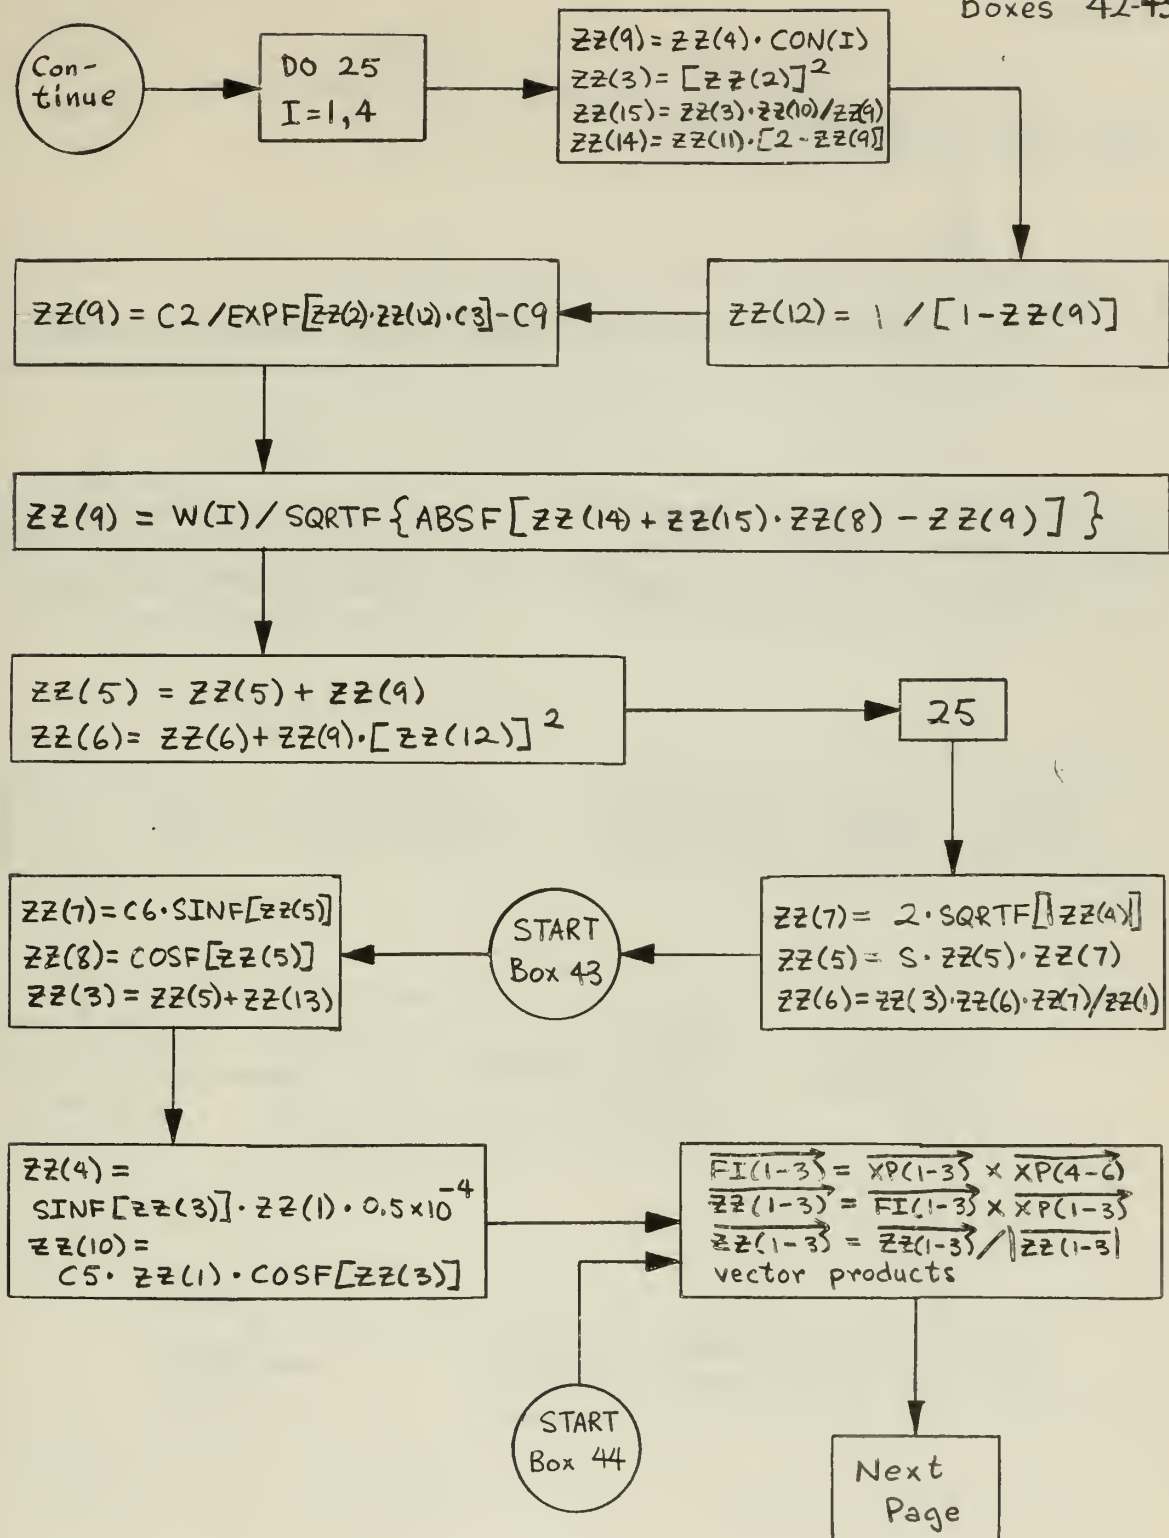 Boxes 42-43
Con-
tinue
DO 25
I=1,4
ZZ(9)=ZZ(4)·CON(I)
ZZ(3)=[ZZ(2)]²
ZZ(15)=ZZ(3)·ZZ(10)/ZZ(9)
ZZ(14)=ZZ(11)·[2-ZZ(9)]
ZZ(12)= 1 /[1-ZZ(9)]
ZZ(9)=C2/EXPF[ZZ(2)·ZZ(12)·C3]-C9
ZZ(9) = W(I)/SQRTF{ABSF[ZZ(14)+ZZ(15)·ZZ(8)-ZZ(9)]}
ZZ(5) = ZZ(5)+ ZZ(9)
ZZ(6)= ZZ(6)+ZZ(9)·[ZZ(12)]²
25
ZZ(7)= 2·SQRTF[|ZZ(4)|]
ZZ(5)= S·ZZ(5)·ZZ(7)
ZZ(6)=ZZ(3)·ZZ(6)·ZZ(7)/ZZ(1)
START
Box 43
ZZ(7)=C6·SINF[ZZ(5)]
ZZ(8)=COSF[ZZ(5)]
ZZ(3)=ZZ(5)+ZZ(13)
ZZ(4)=
SINF[ZZ(3)]·ZZ(1)·0.5×10⁻⁴
ZZ(10)=
C5·ZZ(1)·COSF[ZZ(3)]
FI(1-3) = XP(1-3) × XP(4-6)
ZZ(1-3) = FI(1-3) × XP(1-3)
ZZ(1-3) = ZZ(1-3)/|ZZ(1-3|
vector products
START
Box 44
Next
Page